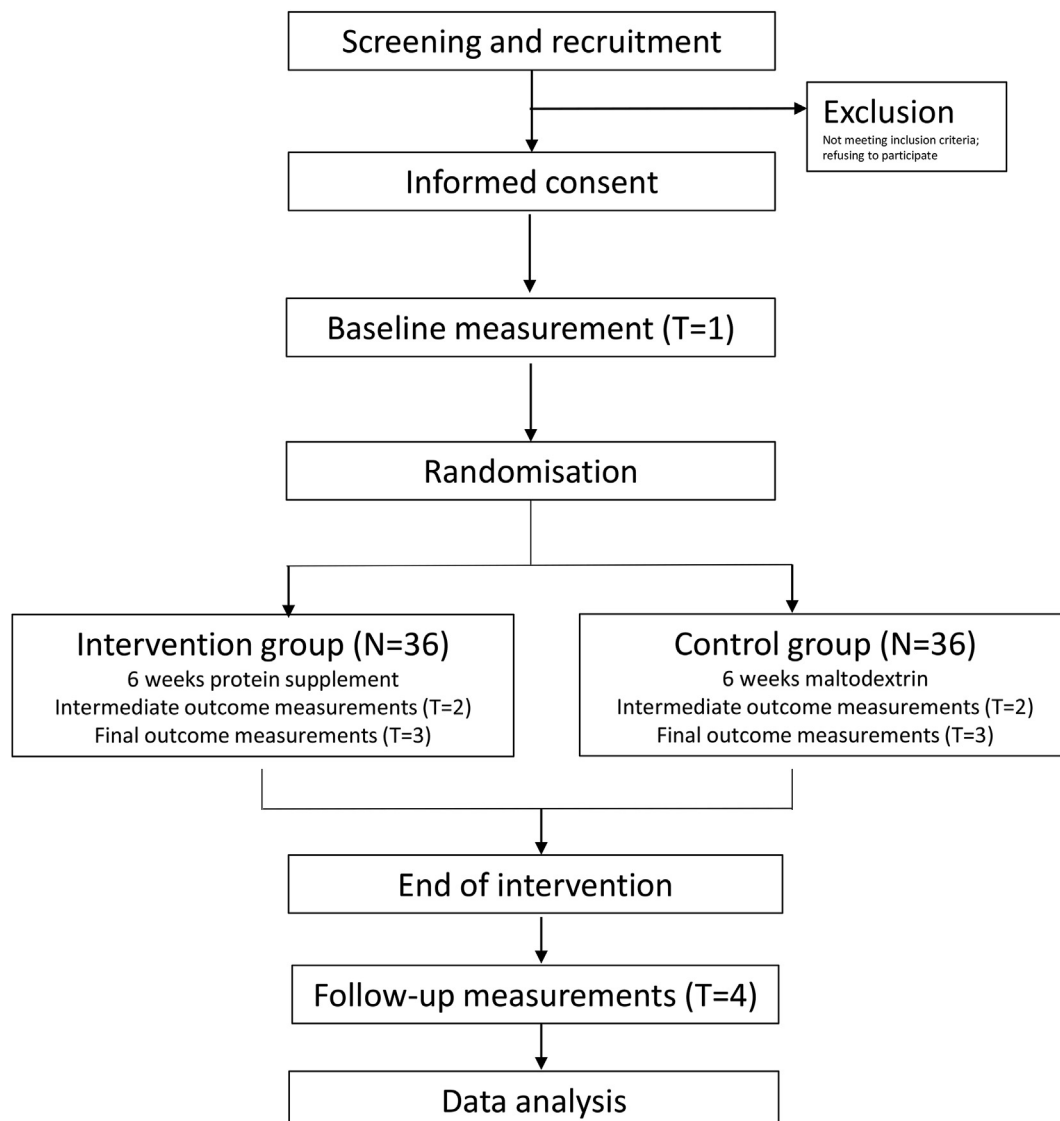 Screening and recruitment
Exclusion
Not meeting inclusion criteria;
refusing to participate
Informed consent
Baseline measurement (T=1)
Randomisation
Intervention group (N=36)
6 weeks protein supplement
Intermediate outcome measurements (T=2)
Final outcome measurements (T=3)
Control group (N=36)
6 weeks maltodextrin
Intermediate outcome measurements (T=2)
Final outcome measurements (T=3)
End of intervention
Follow-up measurements (T=4)
Data analysis